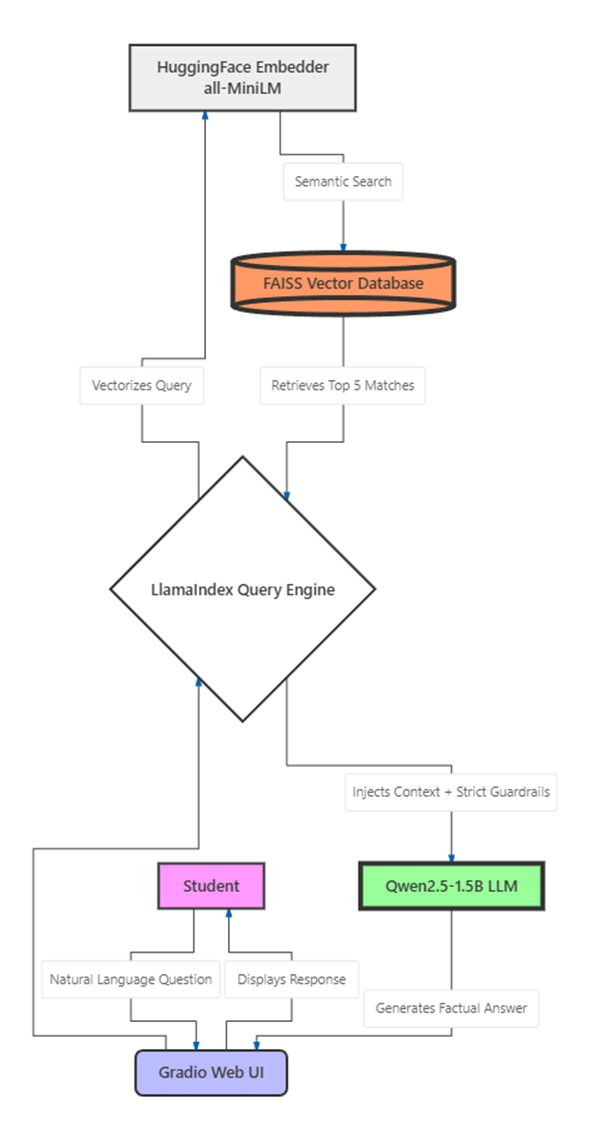 HuggingFace Embedder
all-MiniLM
Semantic Search
FAISS Vector Database
Vectorizes Query
Retrieves Top 5 Matches
LlamaIndex Query Engine
Injects Context + Strict Guardrails
Student
Qwen2.5-1.5B LLM
Natural Language Question
Displays Response
Generates Factual Answer
Gradio Web UI